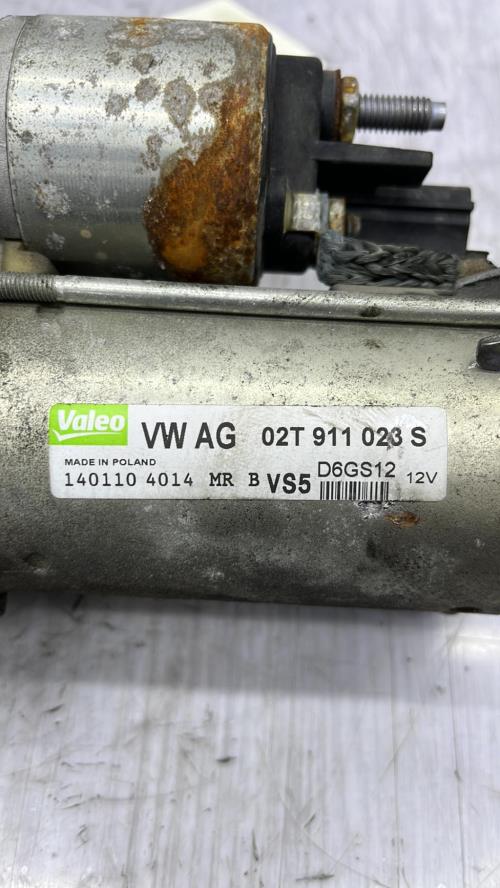 Valeo VW AG 02T 911 023 S
MADE IN POLAND
140110 4014 MR B VS5 D6GS12 12V